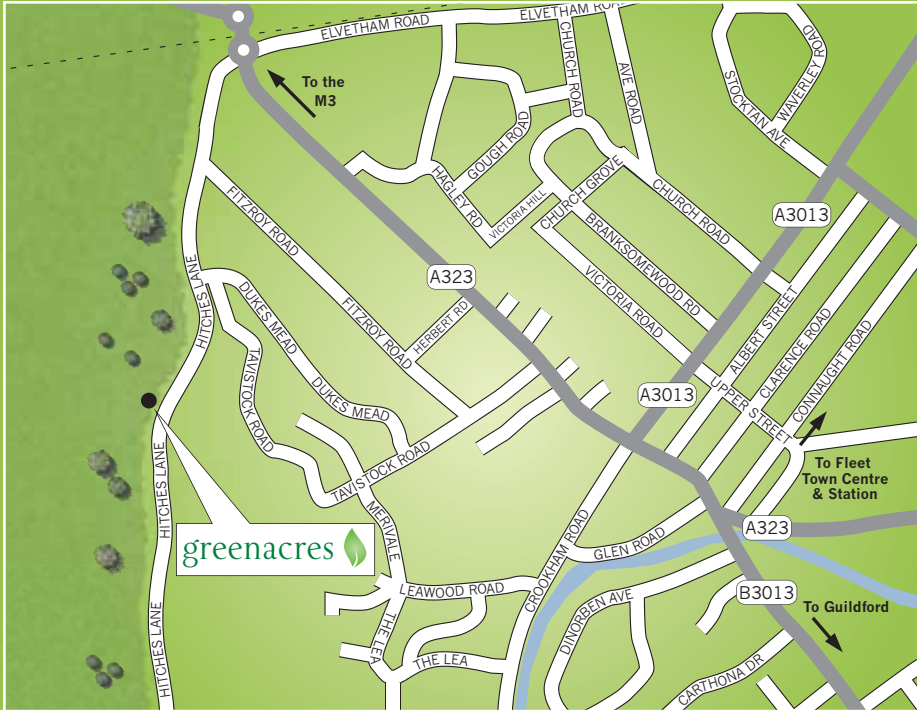 ELVETHAM ROAD
ELVETHAM ROAD
To the
M3
CHURCH ROAD
AVE ROAD
STOCKTAN AVE
WAVERLEY ROAD
GOUGH ROAD
HAGLEY RD
VICTORIA HILL
CHURCH GROVE
CHURCH ROAD
A3013
FITZROY ROAD
BRANKSOMEWOOD RD
VICTORIA ROAD
HITCHES LANE
A323
DUKES MEAD
FITZROY ROAD
HERBERT RD
ALBERT STREET
CLARENCE ROAD
CONNAUGHT ROAD
TAVISTOCK ROAD
DUKES MEAD
A3013
UPPER STREET
TAVISTOCK ROAD
HITCHES LANE
To Fleet
Town Centre
& Station
MERIVALE
greenacres
CROOKHAM ROAD
GLEN ROAD
A323
LEAWOOD ROAD
B3013
To Guildford
DINORBEN AVE
THE LEA
THE LEA
HITCHES LANE
CARTHONA DR